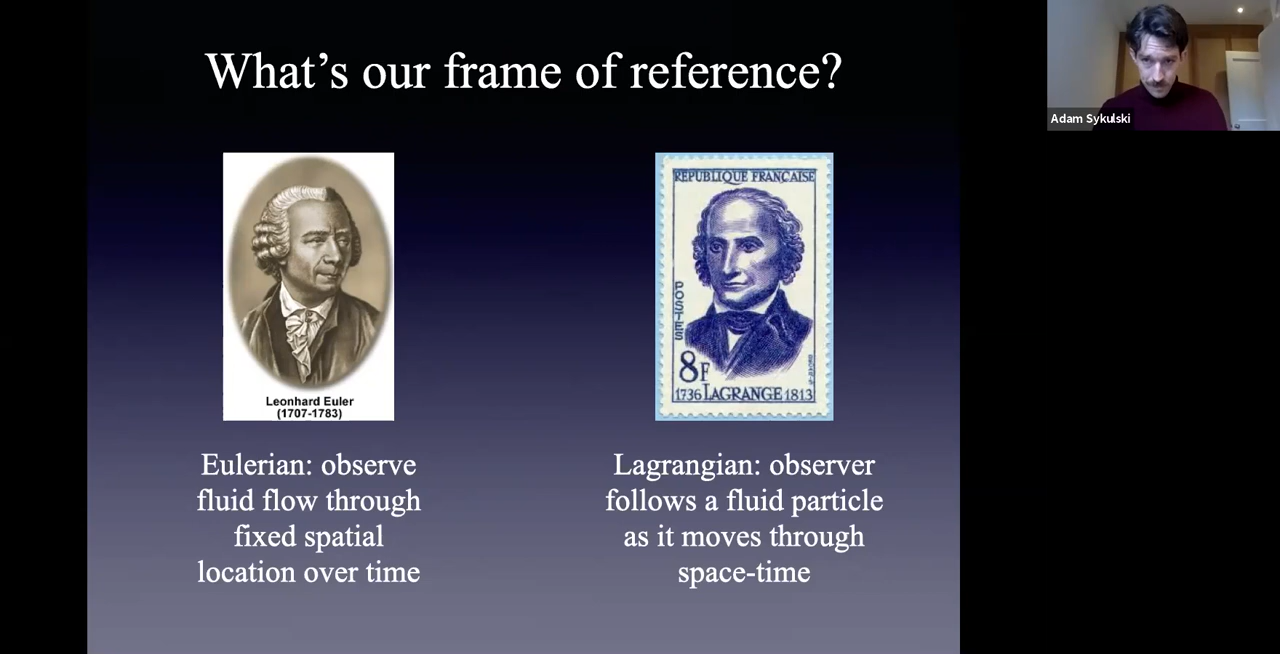 What's our frame of reference?
Adam Sykulski
Leonhard Euler
(1707-1783)
REPUBLIQUE FRANÇAISE
POSTES
8F
1736 LAGRANGE 1813
Eulerian: observe
fluid flow through
fixed spatial
location over time
Lagrangian: observer
follows a fluid particle
as it moves through
space-time